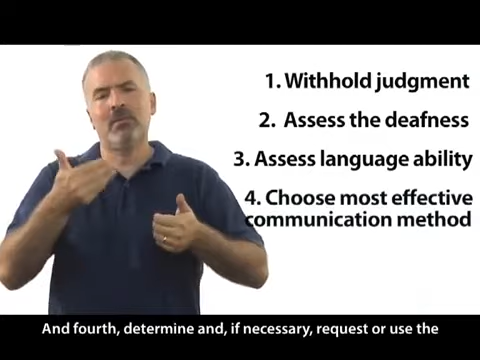 1. Withhold judgment
2. Assess the deafness
3. Assess language ability
4. Choose most effective
communication method
And fourth, determine and, if necessary, request or use the